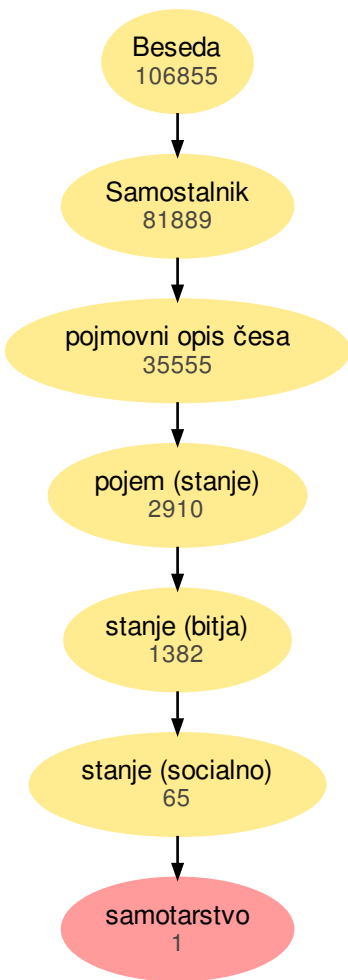 Beseda
106855
Samostalnik
81889
pojmovni opis česa
35555
pojem (stanje)
2910
stanje (bitja)
1382
stanje (socialno)
65
samotarstvo
1